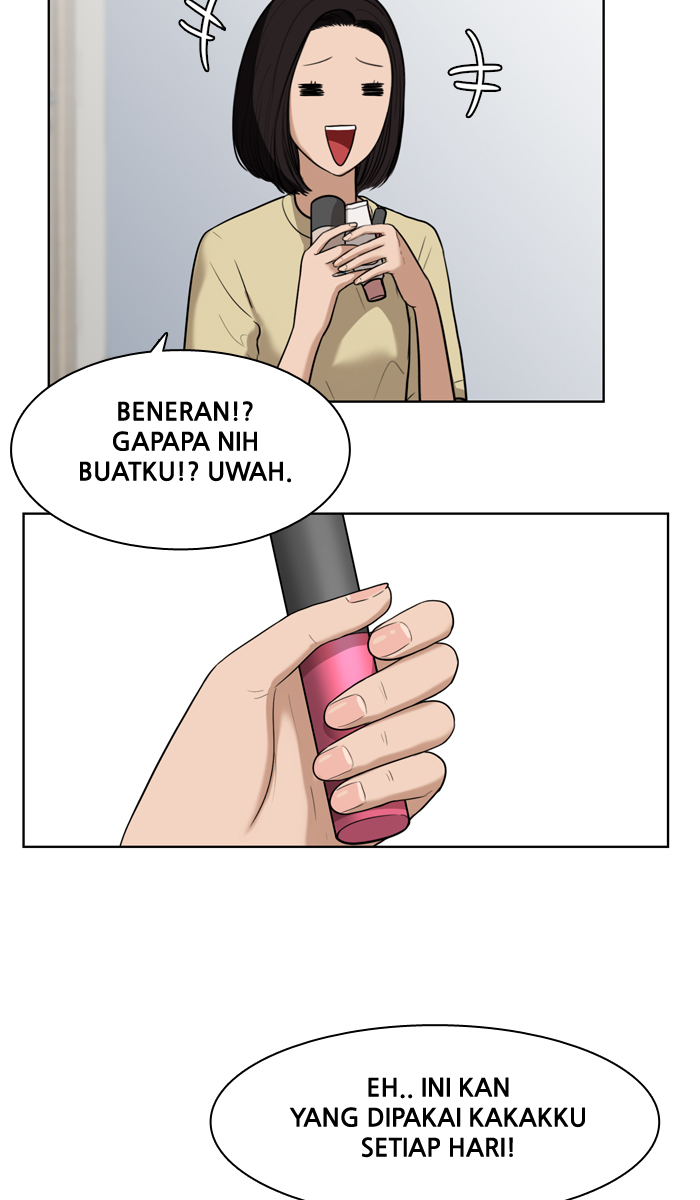 BENERAN!?
GAPAPA NIH
BUATKU!? UWAH.
EH.. INI KAN
YANG DIPAKAI KAKAKKU
SETIAP HARI!